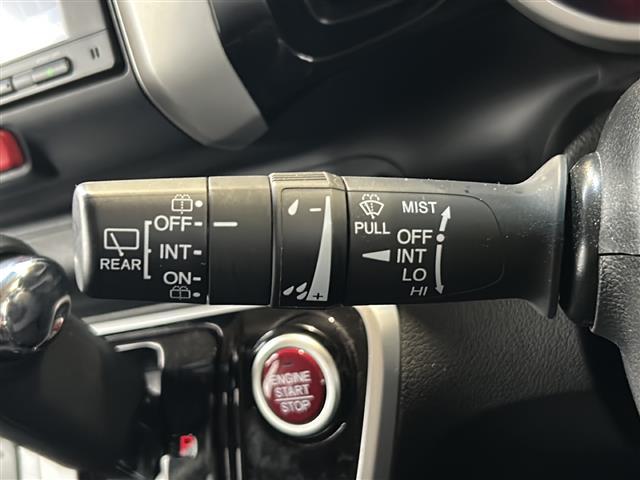 REAR
OFF
INT
ON
−
+
PULL
MIST
OFF
INT
LO
HI
ENGINE
START
STOP
R